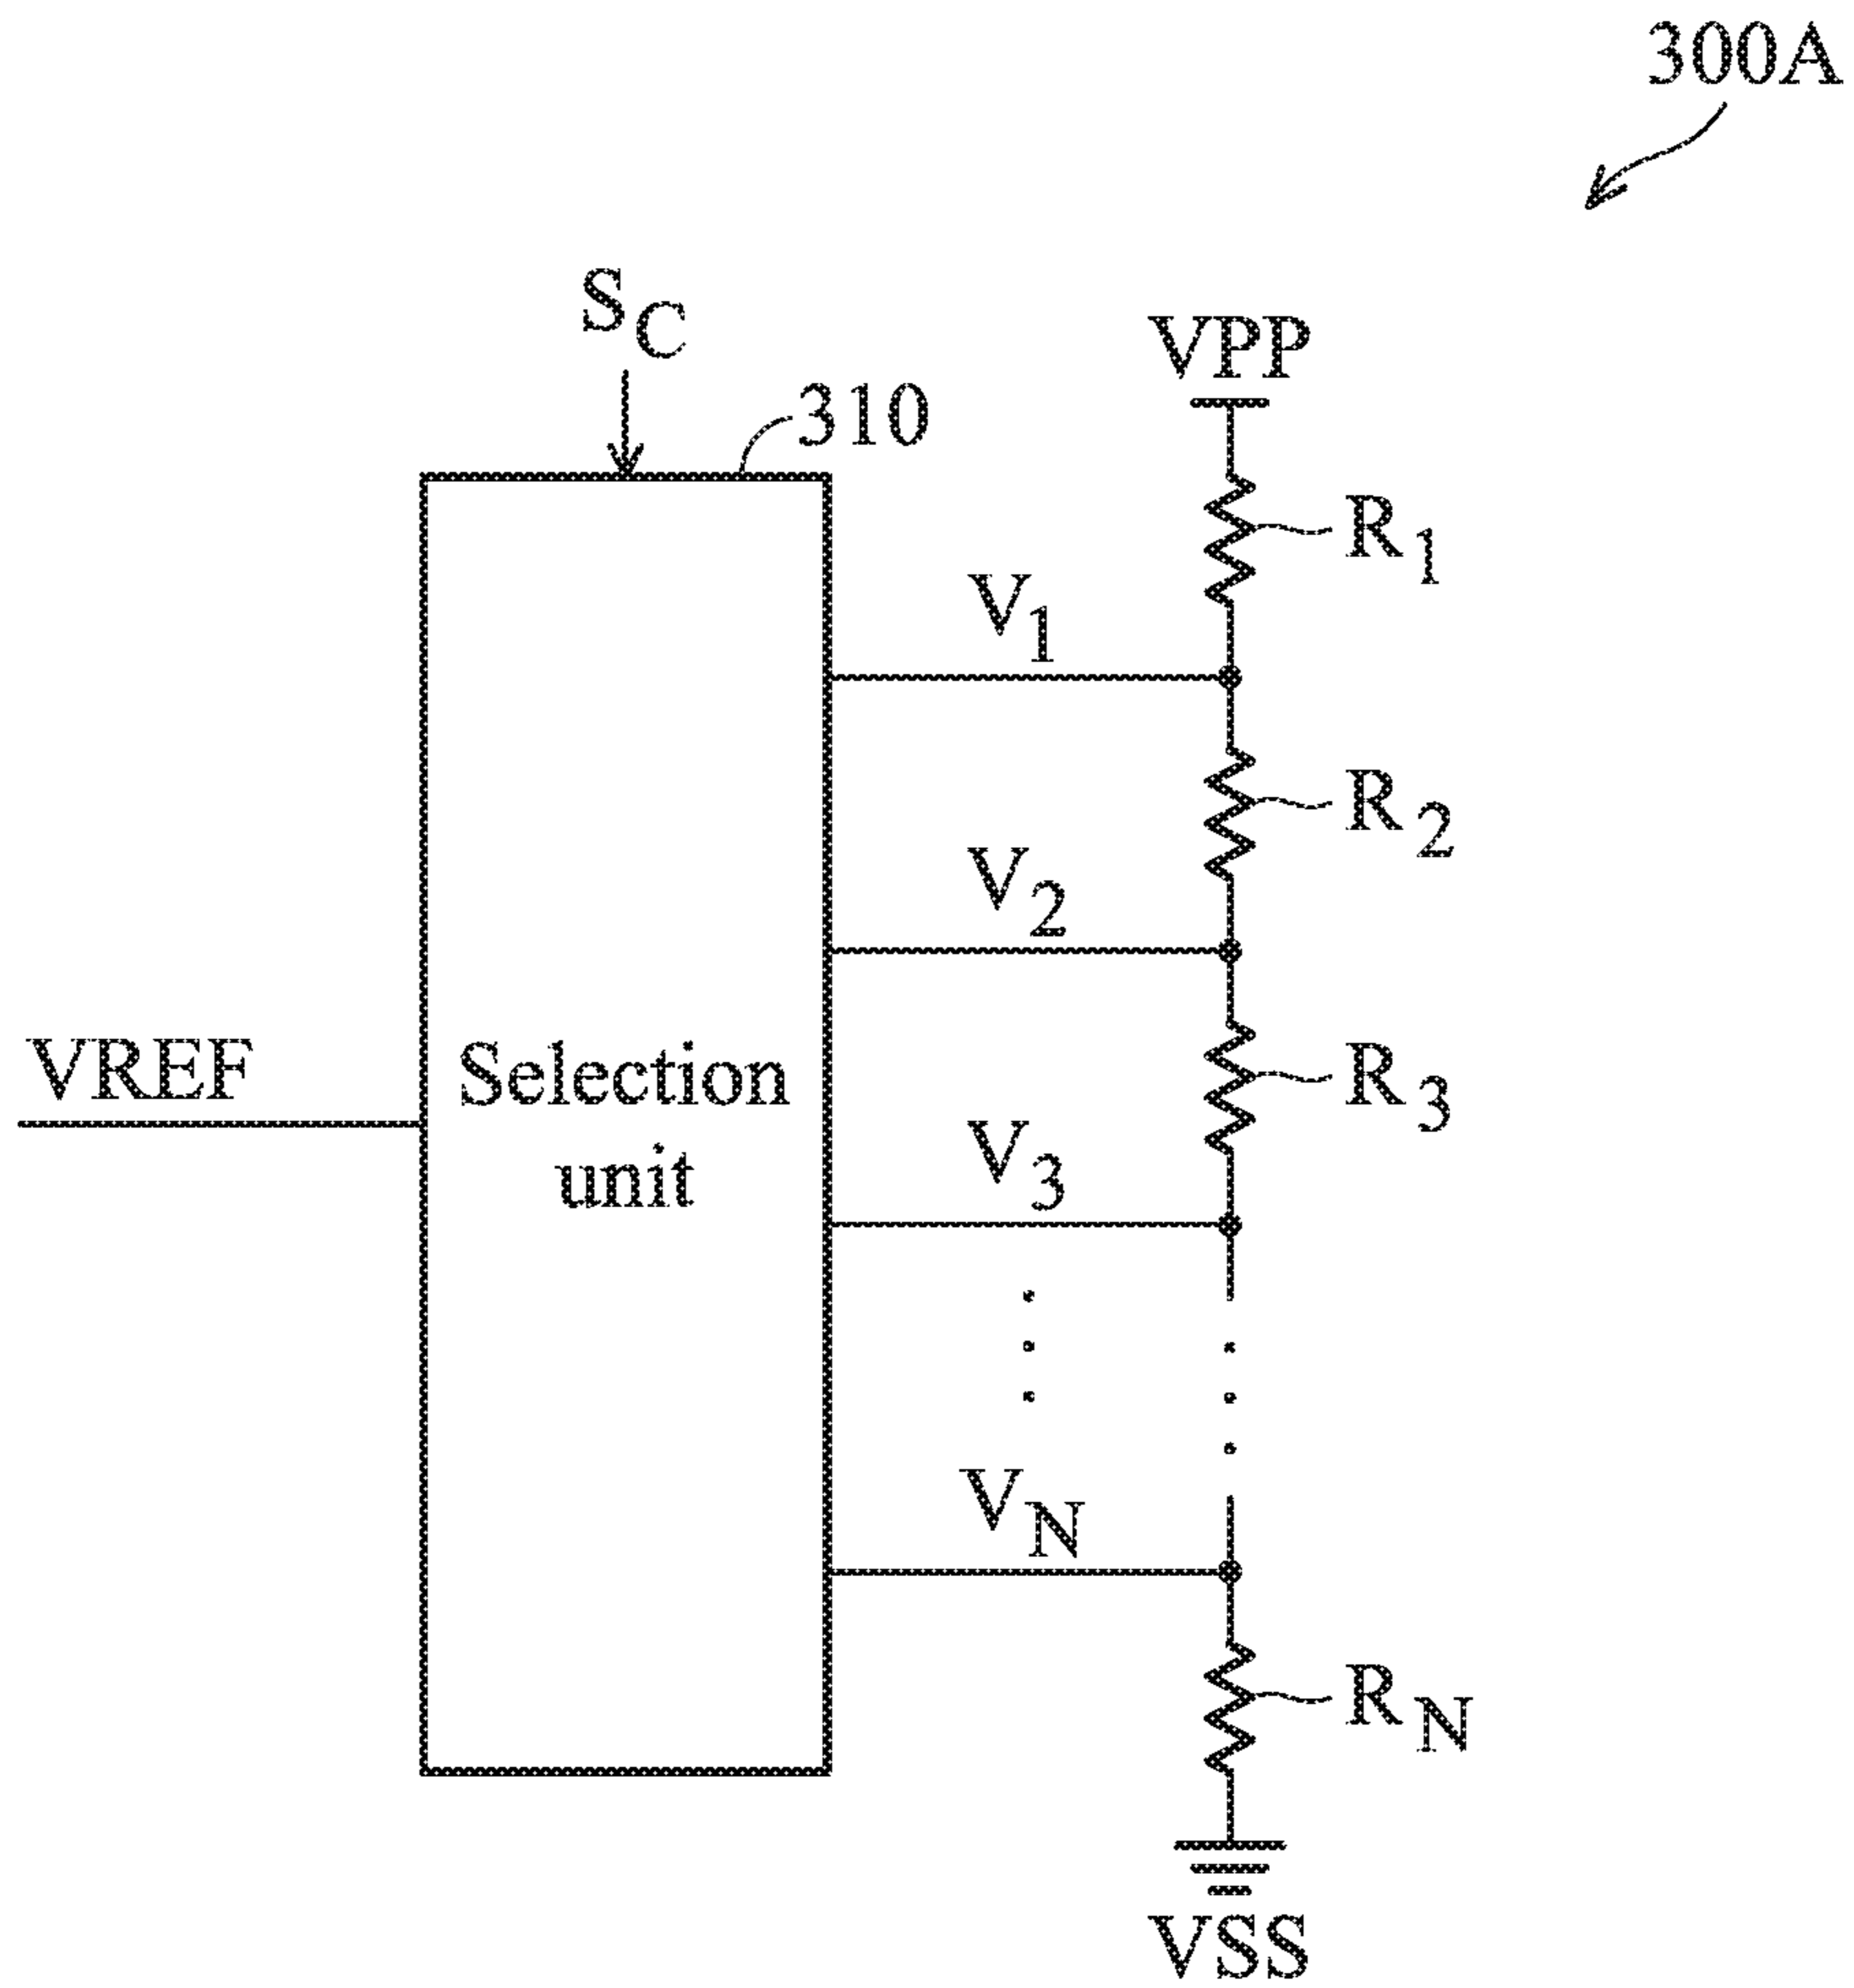 300A
S_C
310
VPP
R_1
V_1
R_2
V_2
R_3
VREF
Selection
unit
V_3
V_N
R_N
VSS